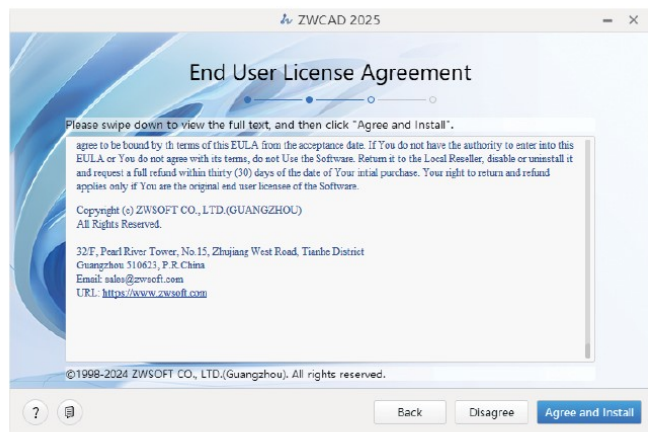 ZWCAD 2025
End User License Agreement
Please swipe down to view the full text, and then click "Agree and Install".
agree to be bound by th terms of this EULA from the acceptance date. If You do not have the authority to enter into this
EULA or You do not agree with its terms, do not Use the Software. Return it to the Local Reseller, disable or uninstall it
and request a full refund within thirty (30) days of the date of Your intial purchase. Your right to return and refund
applies only if You are the original end user licensee of the Software.
Copyright (c) ZWSOFT CO., LTD.(GUANGZHOU)
All Rights Reserved.
32/F, Pearl River Tower, No.15, Zhujiang West Road, Tianhe District
Guangzhou 510623, P.R.China
Email: sales@zwsoft.com
URL: https://www.zwsoft.com
©1998-2024 ZWSOFT CO., LTD.(Guangzhou). All rights reserved.
? Back Disagree Agree and Install